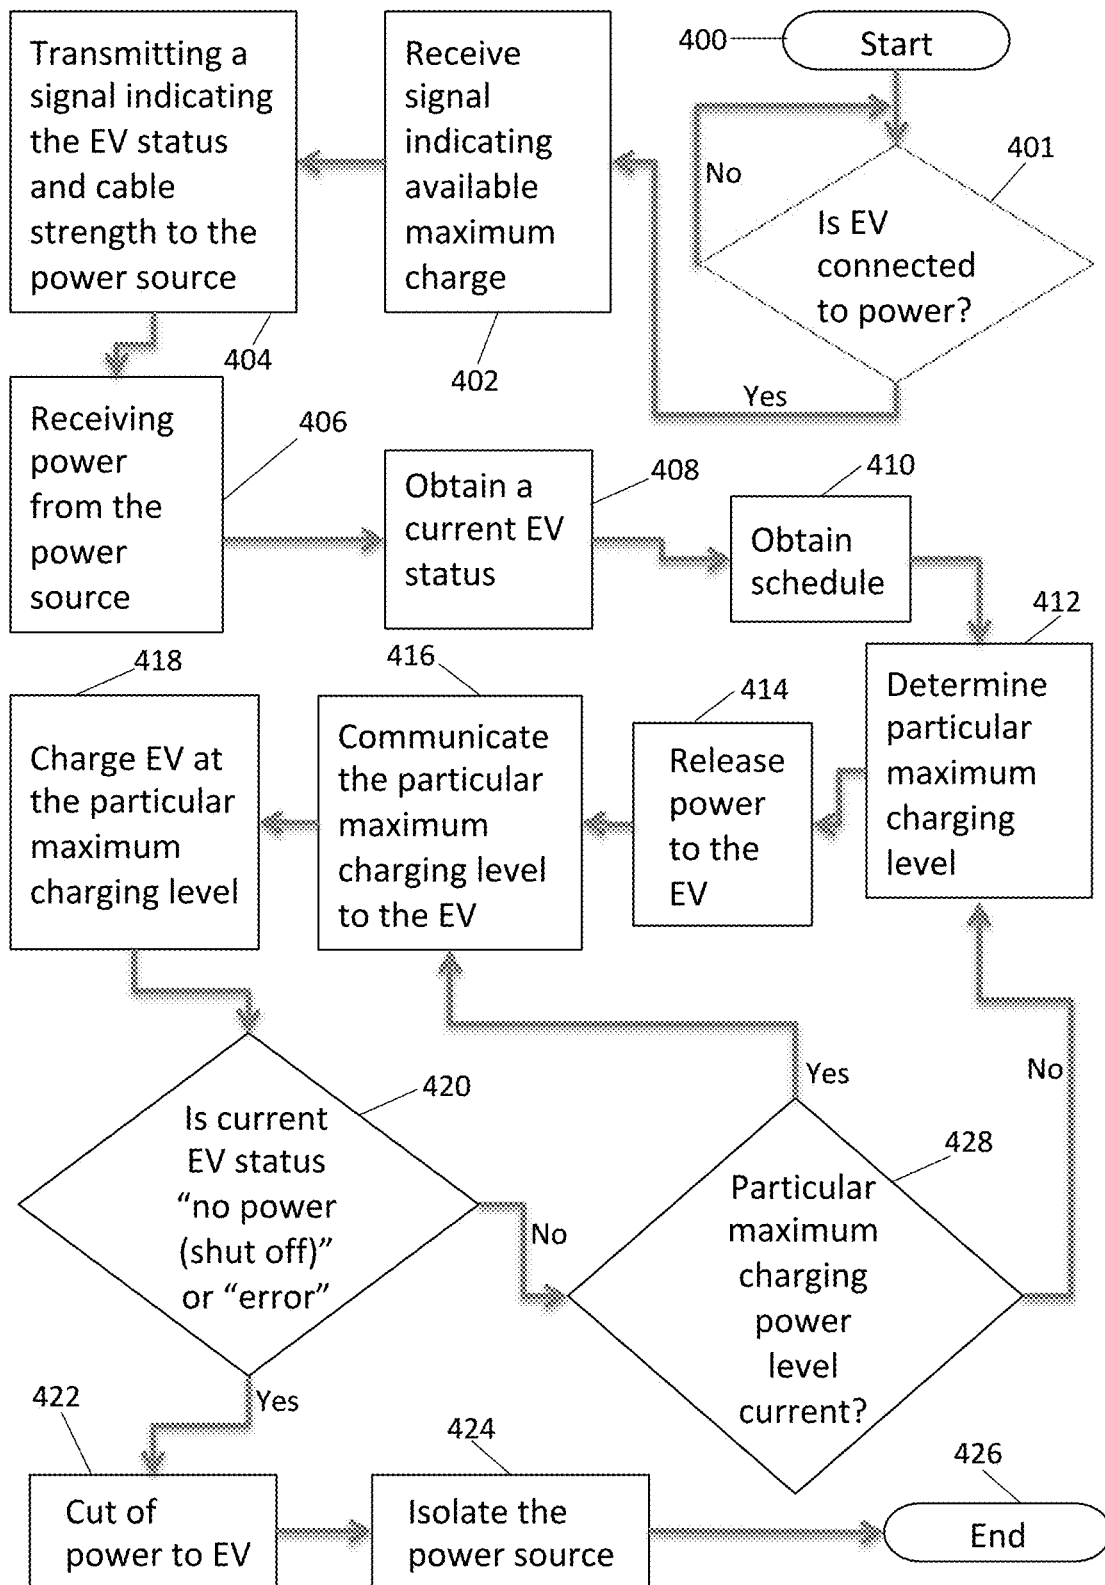 400
Start
No
401
Is EV
connected
to power?
Yes
Receive
signal
indicating
available
maximum
charge
402
Transmitting a
signal indicating
the EV status
and cable
strength to the
power source
404
Receiving
power
from the
power
source
406
Obtain a
current EV
status
408
410
Obtain
schedule
412
Determine
particular
maximum
charging
level
414
Release
power
to the
EV
416
Communicate
the particular
maximum
charging level
to the EV
418
Charge EV at
the particular
maximum
charging level
420
Is current
EV status
“no power
(shut off)”
or “error”
No
Yes
428
Particular
maximum
charging
power
level
current?
Yes
No
422
Cut of
power to EV
424
Isolate the
power source
426
End